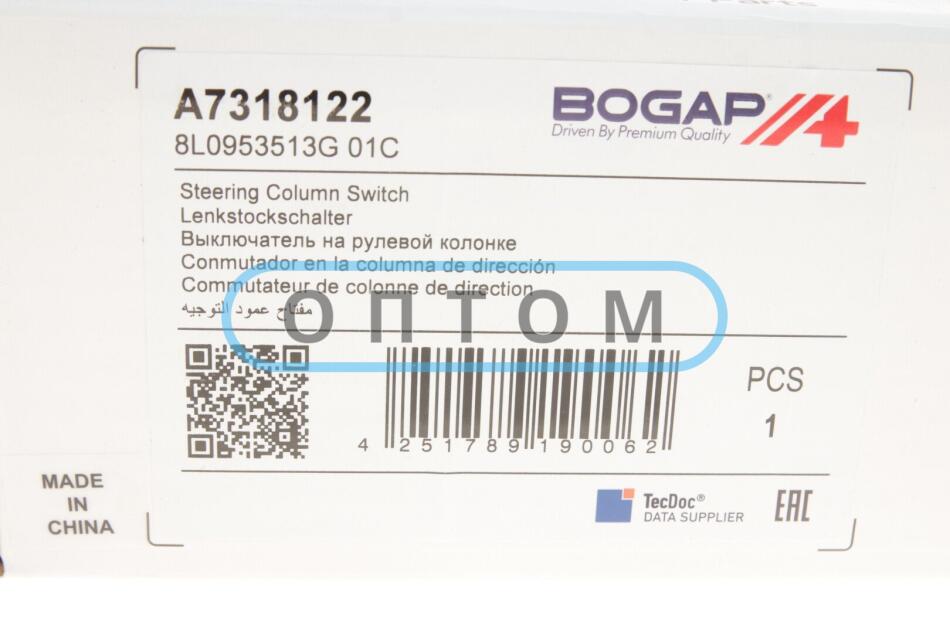 A7318122
8L0953513G 01C
BOGAP
Driven By Premium Quality
Steering Column Switch
Lenkstockschalter
Выключатель на рулевой колонке
Conmutador en la columna de dirección
Commutateur de colonne de direction
مفتاح عمود التوجيه
ОПТОМ
4 251789 190062
PCS
1
MADE
IN
CHINA
TecDoc®
DATA SUPPLIER
EAC